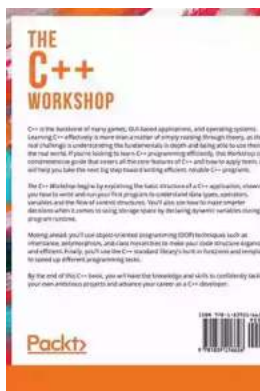 THE
C++
WORKSHOP
C++ is the backbone of many games, GUI-based applications, and operating systems.
Learning C++ effectively is more than a matter of simply reading through theory, as the
real challenge is understanding the fundamentals in depth and being able to use them
the real world. If you're looking to learn C++ programming efficiently, this Workshop is
comprehensive guide that covers all the core features of C++ and how to apply them. It
will help you take the next big step toward writing efficient, reliable C++ programs.
The C++ Workshop begins by explaining the basic structure of a C++ application, showing
you how to write and run your first program to understand data types, operators,
variables and the flow of control structures. You'll also see how to make smarter
decisions when it comes to using storage space by declaring dynamic variables during
program runtime.
Moving ahead, you'll use object-oriented programming (OOP) techniques such as
inheritance, polymorphism, and class hierarchies to make your code structure organized
and efficient. Finally, you'll use the C++ standard library's built-in functions and templates
to speed up different programming tasks.
By the end of this C++ book, you will have the knowledge and skills to confidently tackle
your own ambitious projects and advance your career as a C++ developer.
ISBN
Packt>